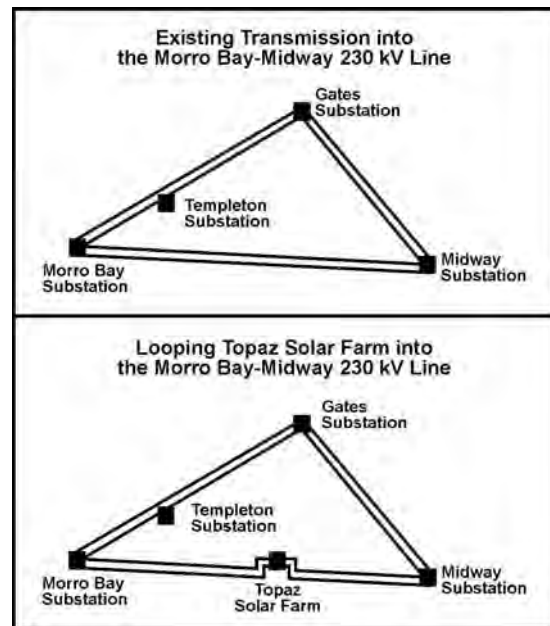 Existing Transmission into
the Morro Bay-Midway 230 kV Line
Gates
Substation
Templeton
Substation
Morro Bay
Substation
Midway
Substation
Looping Topaz Solar Farm into
the Morro Bay-Midway 230 kV Line
Gates
Substation
Templeton
Substation
Morro Bay
Substation
Topaz
Solar Farm
Midway
Substation